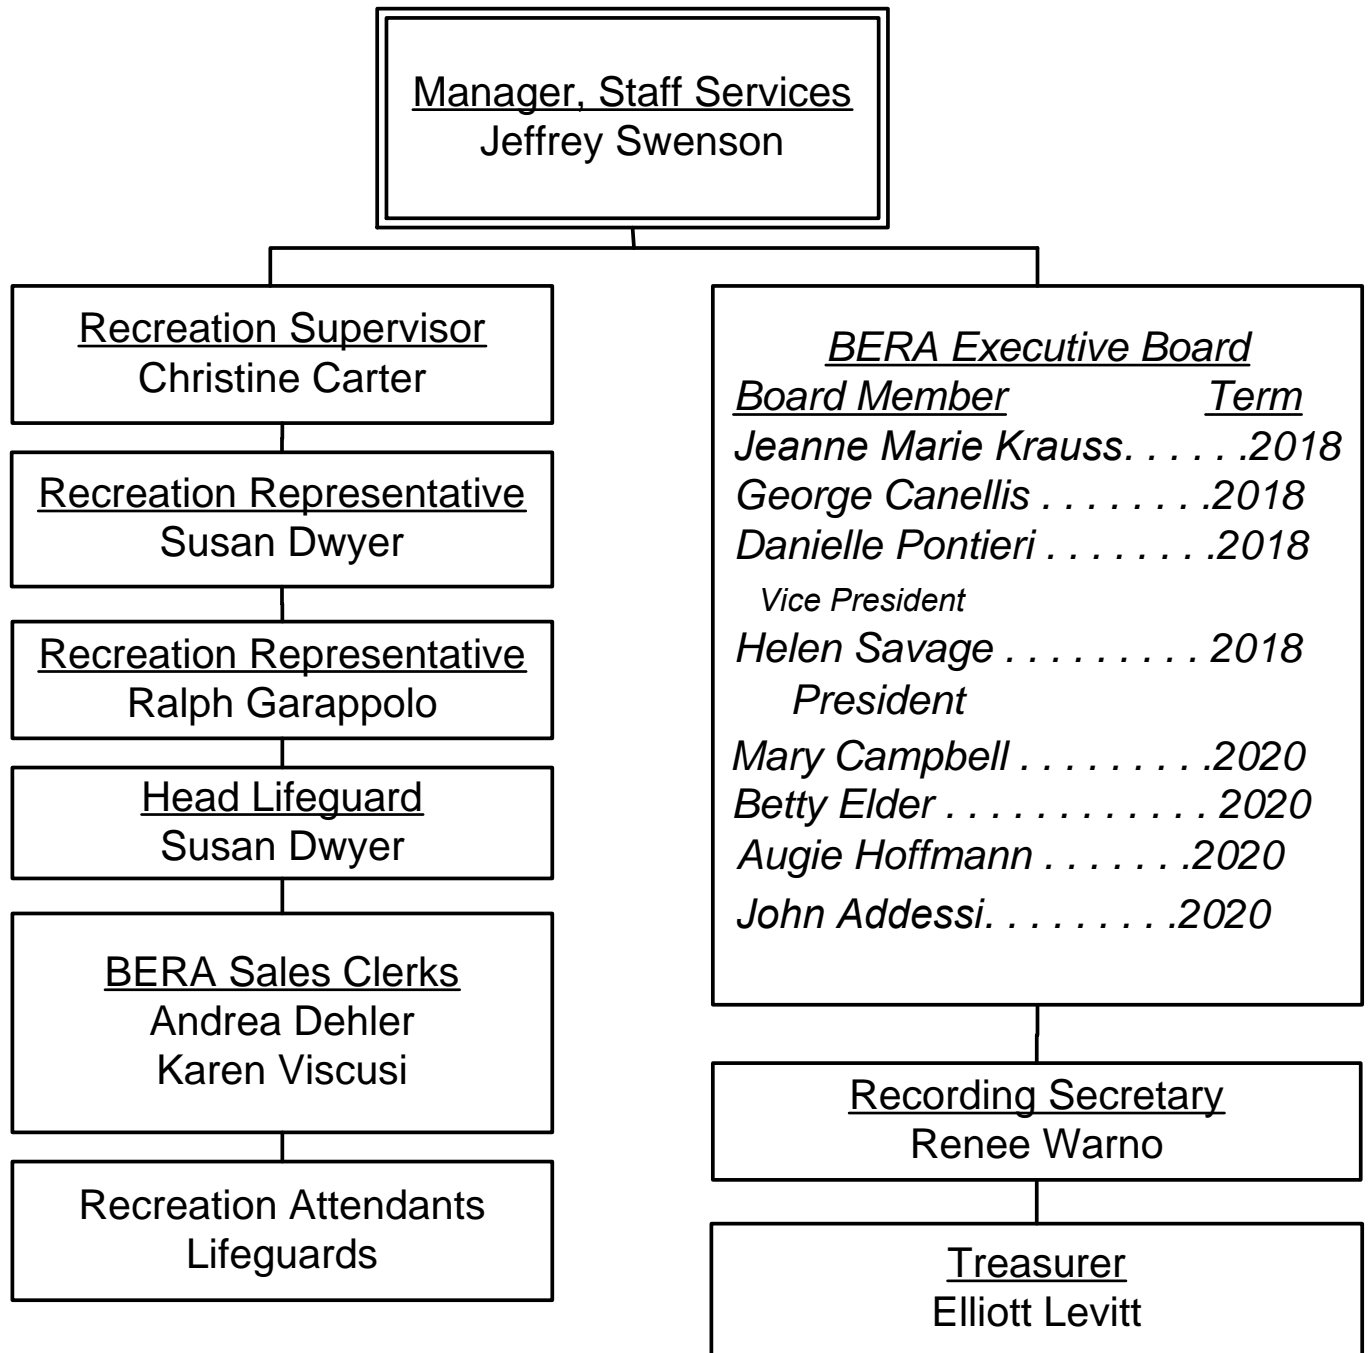 Manager, Staff Services
Jeffrey Swenson
Recreation Supervisor
Christine Carter
Recreation Representative
Susan Dwyer
Recreation Representative
Ralph Garappolo
Head Lifeguard
Susan Dwyer
BERA Sales Clerks
Andrea Dehler
Karen Viscusi
Recreation Attendants
Lifeguards
BERA Executive Board
Board Member Term
Jeanne Marie Krauss. . . . . .2018
George Canellis . . . . . . . .2018
Danielle Pontieri . . . . . . . .2018
Vice President
Helen Savage . . . . . . . . . 2018
President
Mary Campbell . . . . . . . . .2020
Betty Elder . . . . . . . . . . . . 2020
Augie Hoffmann . . . . . . .2020
John Addessi. . . . . . . . .2020
Recording Secretary
Renee Warno
Treasurer
Elliott Levitt